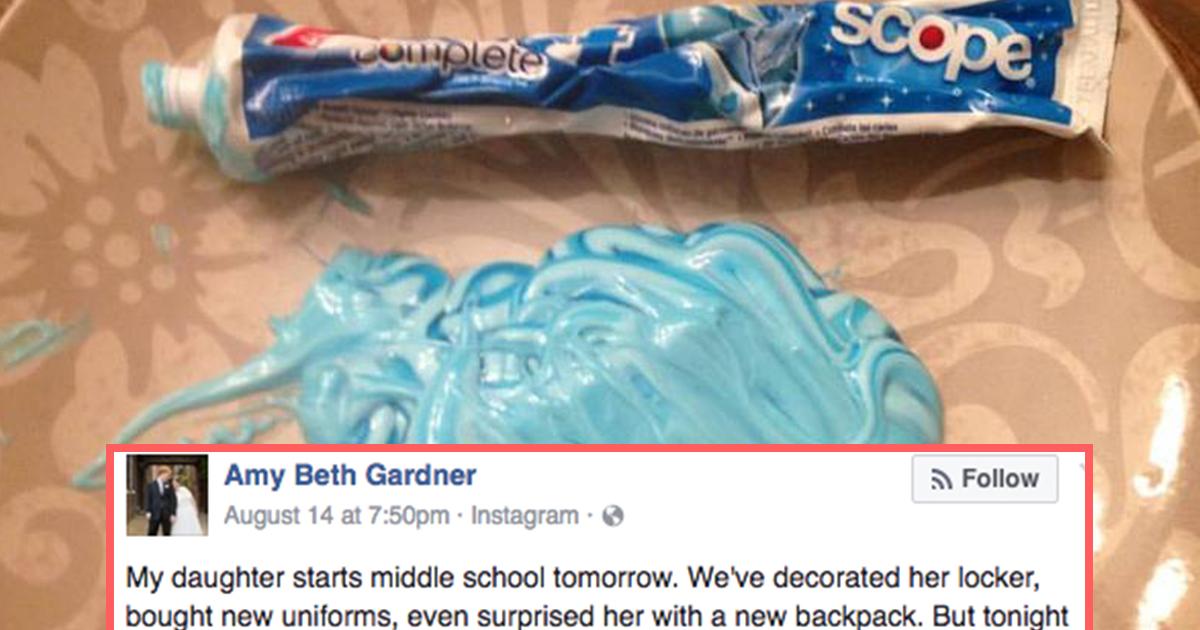 complete
scope
Amy Beth Gardner
Follow
August 14 at 7:50pm · Instagram ·
My daughter starts middle school tomorrow. We've decorated her locker,
bought new uniforms, even surprised her with a new backpack. But tonight